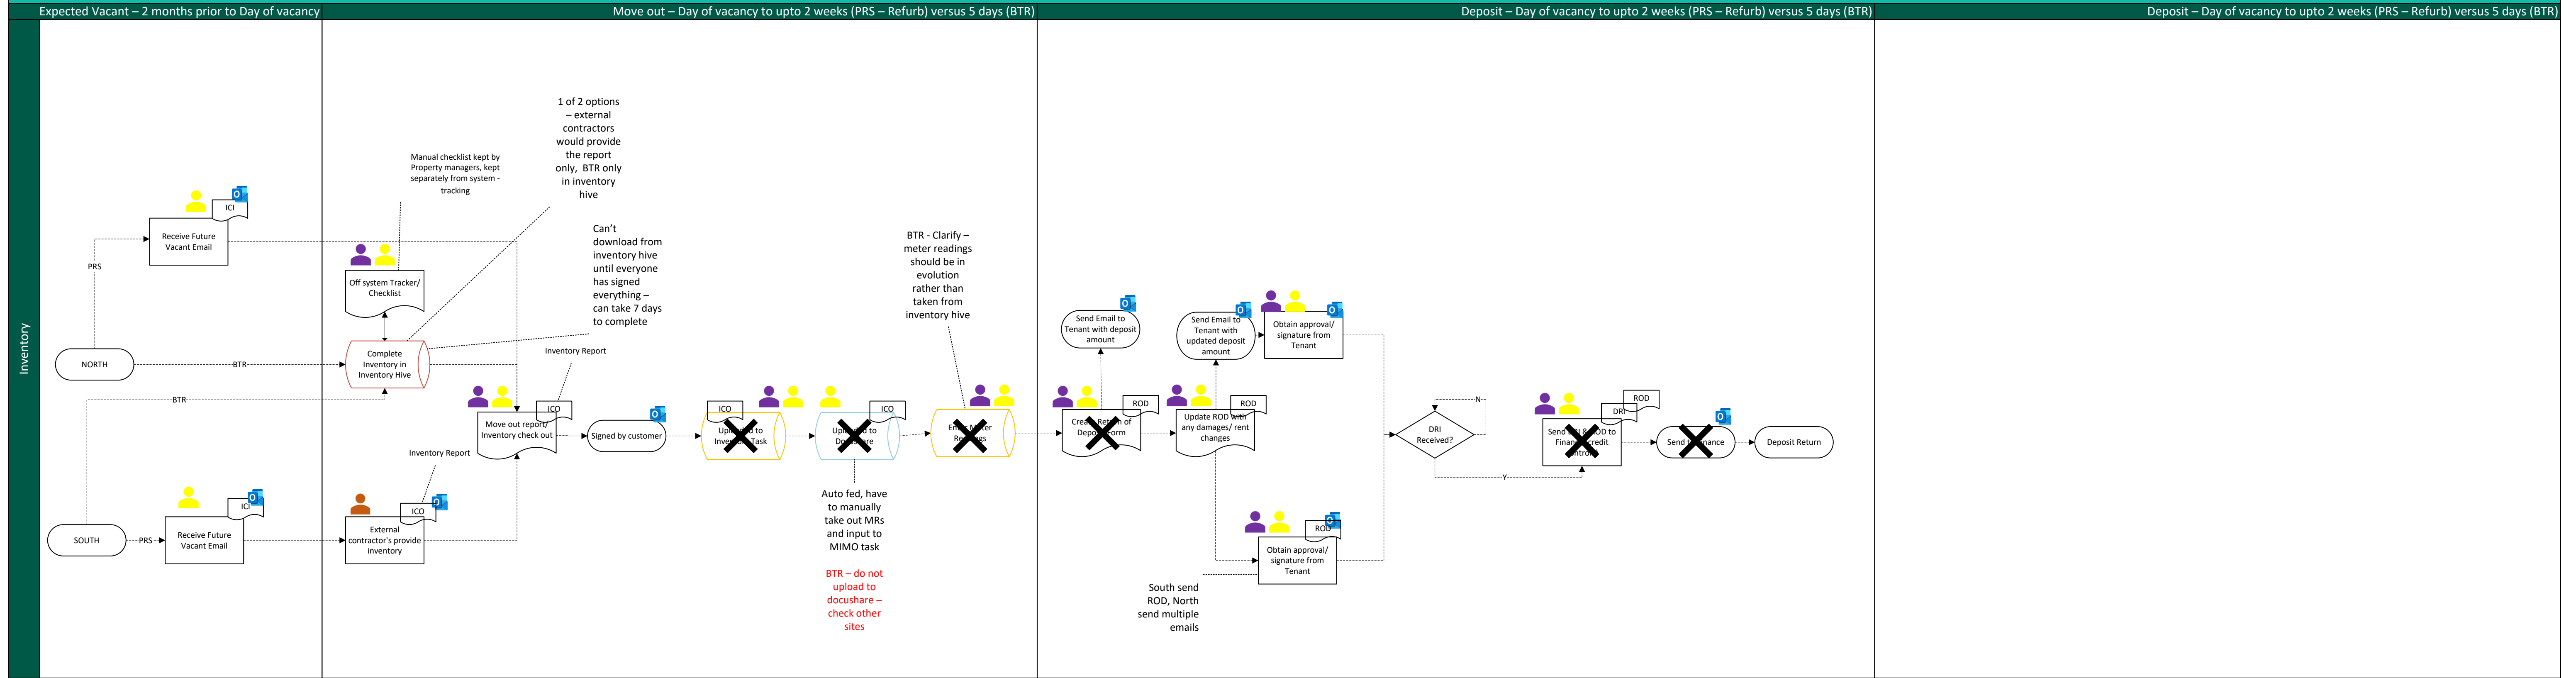 Expected Vacant – 2 months prior to Day of vacancy
Move out – Day of vacancy to upto 2 weeks (PRS – Refurb) versus 5 days (BTR)
Deposit – Day of vacancy to upto 2 weeks (PRS – Refurb) versus 5 days (BTR)
Deposit – Day of vacancy to upto 2 weeks (PRS – Refurb) versus 5 days (BTR)
Inventory
ICI
Receive Future
Vacant Email
PRS
NORTH
BTR
BTR
SOUTH
PRS
ICI
Receive Future
Vacant Email
Manual checklist kept by
Property managers, kept
separately from system -
tracking
Off system Tracker/
Checklist
Complete
Inventory in
Inventory Hive
1 of 2 options
– external
contractors
would provide
the report
only, BTR only
in inventory
hive
Can't
download from
inventory hive
until everyone
has signed
everything –
can take 7 days
to complete
Inventory Report
ICO
Move out report/
Inventory check out
Inventory Report
ICO
External
contractor's provide
inventory
Signed by customer
ICO
to
Task
ICO
to
Auto fed, have
to manually
take out MRs
and input to
MIMO task
BTR – do not
upload to
docushare –
check other
sites
BTR - Clarify –
meter readings
should be in
evolution
rather than
taken from
inventory hive
Send Email to
Tenant with deposit
amount
ROD
of
Form
Send Email to
Tenant with
updated deposit
amount
ROD
Update ROD with
any damages/ rent
changes
Obtain approval/
signature from
Tenant
ROD
Obtain approval/
signature from
Tenant
South send
ROD, North
send multiple
emails
DRI
Received?
N
Y
ROD
DRI
Send to
Send
Deposit Return